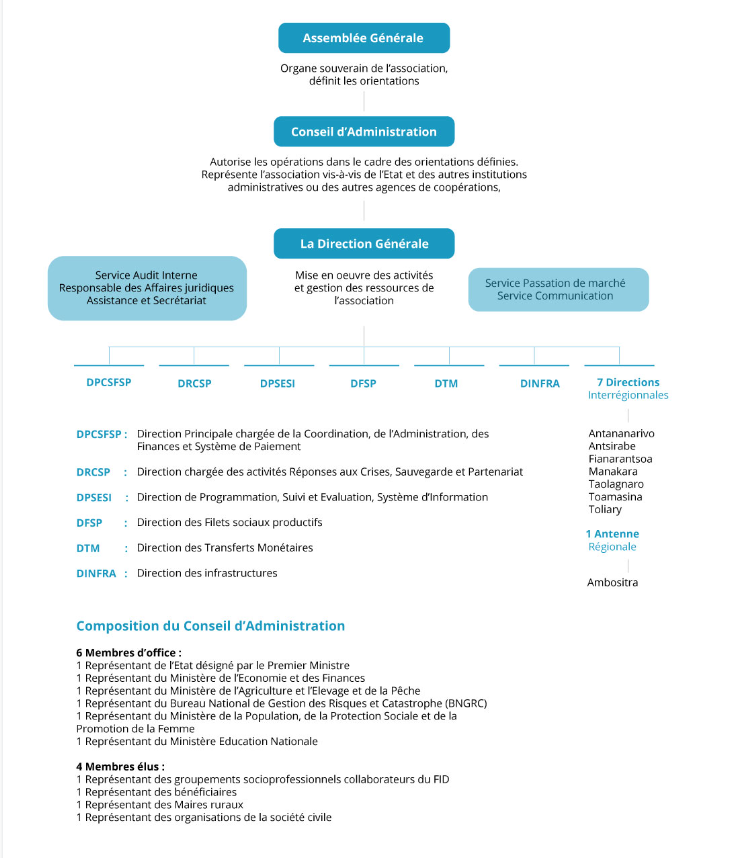 Assemblée Générale
Organe souverain de l'association,
définit les orientations
Conseil d'Administration
Autorise les opérations dans le cadre des orientations définies.
Représente l'association vis-à-vis de l'Etat et des autres institutions
administratives ou des autres agences de coopérations,
La Direction Générale
Service Audit Interne
Responsable des Affaires juridiques
Assistance et Secrétariat
Mise en oeuvre des activités
et gestion des ressources de
l'association
Service Passation de marché
Service Communication
DPCSFSP
DRCSP
DPSESI
DFSP
DTM
DINFRA
7 Directions
Interrégionnales
DPCSFSP : Direction Principale chargée de la Coordination, de l'Administration, des
Finances et Système de Paiement
DRCSP : Direction chargée des activités Réponses aux Crises, Sauvegarde et Partenariat
DPSESI : Direction de Programmation, Suivi et Evaluation, Système d'Information
DFSP : Direction des Filets sociaux productifs
DTM : Direction des Transferts Monétaires
DINFRA : Direction des infrastructures
Antananarivo
Antsirabe
Fianarantsoa
Manakara
Taolagnaro
Toamasina
Toliary
1 Antenne
Régionale
Ambositra
Composition du Conseil d'Administration
6 Membres d'office :
1 Représentant de l'Etat désigné par le Premier Ministre
1 Représentant du Ministère de l'Economie et des Finances
1 Représentant du Ministère de l'Agriculture et l'Elevage et de la Pêche
1 Représentant du Bureau National de Gestion des Risques et Catastrophe (BNGRC)
1 Représentant du Ministère de la Population, de la Protection Sociale et de la
Promotion de la Femme
1 Représentant du Ministère Education Nationale
4 Membres élus :
1 Représentant des groupements socioprofessionnels collaborateurs du FID
1 Représentant des bénéficiaires
1 Représentant des Maires ruraux
1 Représentant des organisations de la société civile